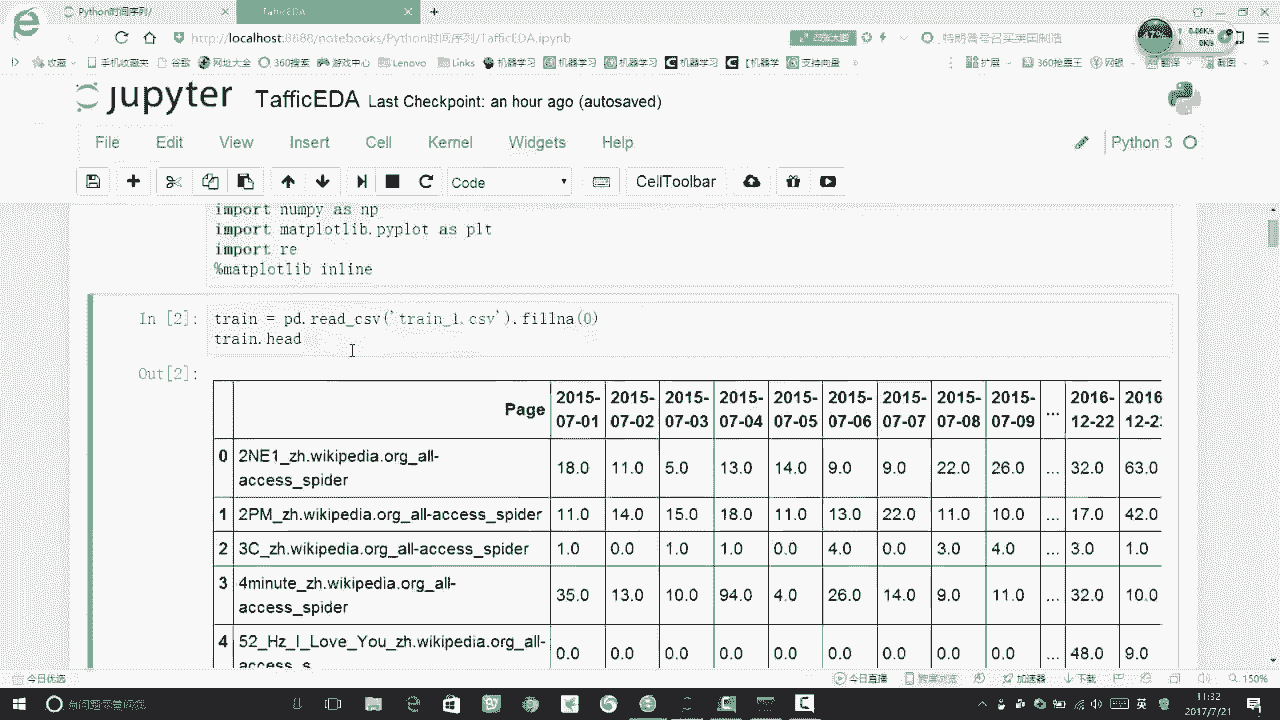 Python时间序列/
TafficEDA
http://localhost:8888/notebooks/Python时间序列/TafficEDA.ipynb
收藏 手机收藏夹 谷歌 网址大全 360搜索 游戏中心 Lenovo Links 机器学习 机器学习 机器学习 机器学习 【机器学 支持向量 扩展 网银
jupyter TafficEDA Last Checkpoint: an hour ago (autosaved)
File Edit View Insert Cell Kernel Widgets Help
Python 3
Code CellToolbar
import numpy as np
import matplotlib.pyplot as plt
import re
%matplotlib inline
In [2]: train = pd.read_csv('train_1.csv').fillna(0)
train.head
Out[2]:
Page 2015-07-01 2015-07-02 2015-07-03 2015-07-04 2015-07-05 2015-07-06 2015-07-07 2015-07-08 2015-07-09 ... 2016-12-22 2016-12-2
0 2NE1_zh.wikipedia.org_all-access_spider 18.0 11.0 5.0 13.0 14.0 9.0 9.0 22.0 26.0 ... 32.0 63.0
1 2PM_zh.wikipedia.org_all-access_spider 11.0 14.0 15.0 18.0 11.0 13.0 22.0 11.0 10.0 ... 17.0 42.0
2 3C_zh.wikipedia.org_all-access_spider 1.0 0.0 1.0 1.0 0.0 4.0 0.0 3.0 4.0 ... 3.0 1.0
3 4minute_zh.wikipedia.org_all-access_spider 35.0 13.0 10.0 94.0 4.0 26.0 14.0 9.0 11.0 ... 32.0 10.0
4 52_Hz_I_Love_You_zh.wikipedia.org_all-access_s 0.0 0.0 0.0 0.0 0.0 0.0 0.0 0.0 0.0 ... 48.0 9.0
今日优选 今日直播 加速器 下载 150%
英 11:32
2017/7/21